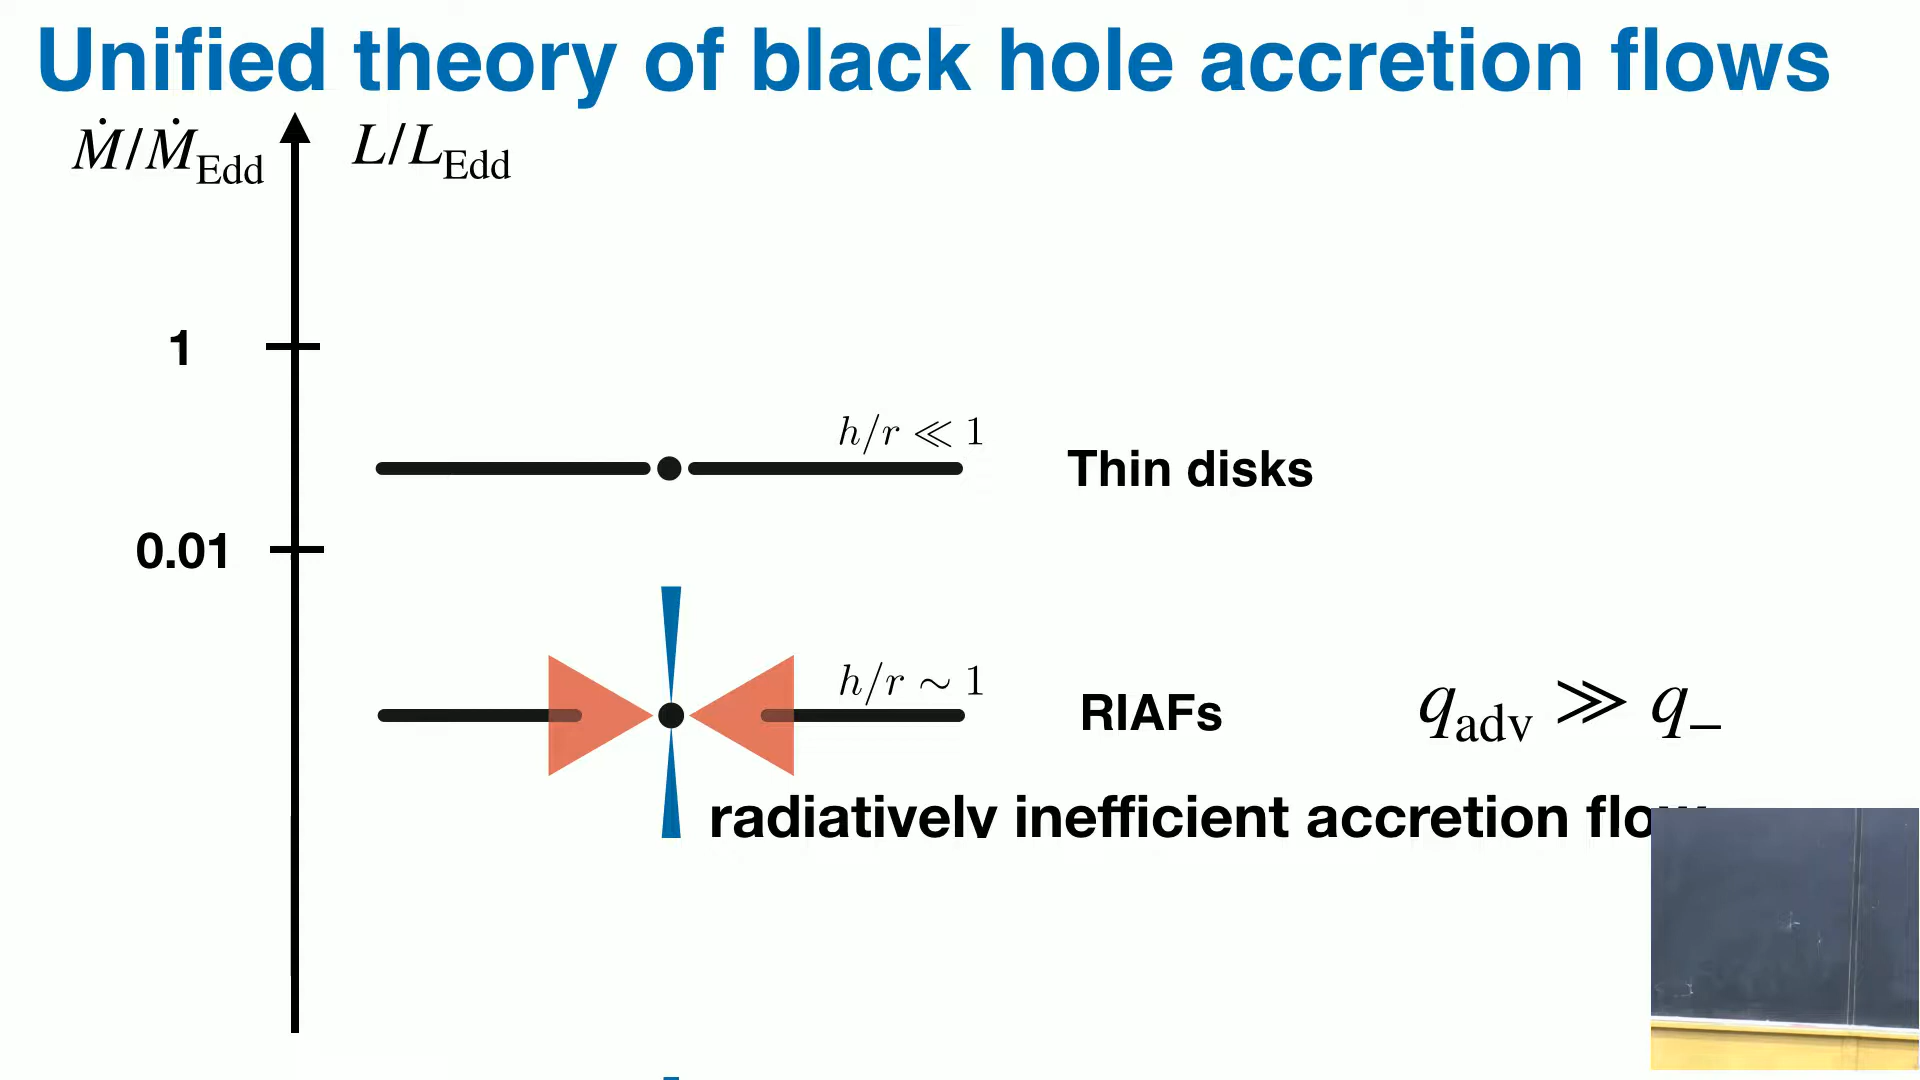 Unified theory of black hole accretion flows
Ṁ/Ṁ_Edd L/L_Edd
1
h/r ≪ 1
Thin disks
0.01
h/r ∼ 1
RIAFs q_adv ≫ q_−
radiatively inefficient accretion